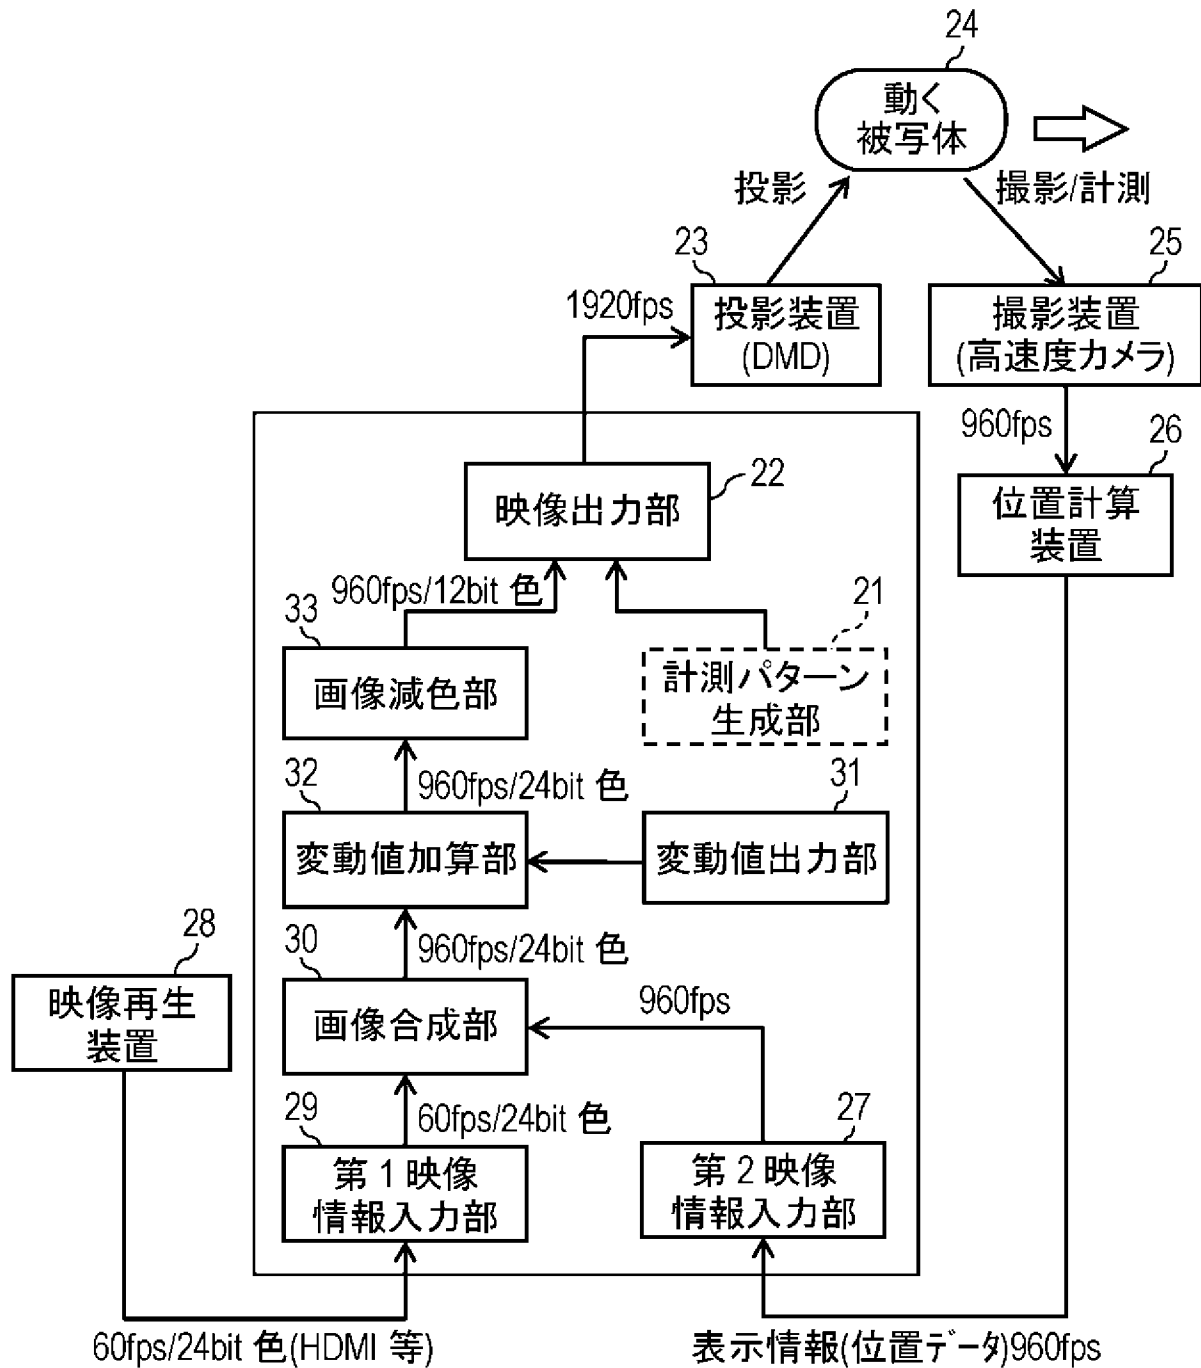 24
動く
被写体
投影
撮影/計測
23
25
1920fps
投影装置
(DMD)
撮影装置
(高速度カメラ)
960fps
26
22
映像出力部
位置計算
装置
960fps/12bit 色
21
33
画像減色部
計測パターン
生成部
32
960fps/24bit 色
31
変動値加算部
変動値出力部
28
30
960fps/24bit 色
映像再生
装置
画像合成部
960fps
29
60fps/24bit 色
27
第1映像
情報入力部
第2映像
情報入力部
60fps/24bit 色(HDMI 等)
表示情報(位置データ)960fps